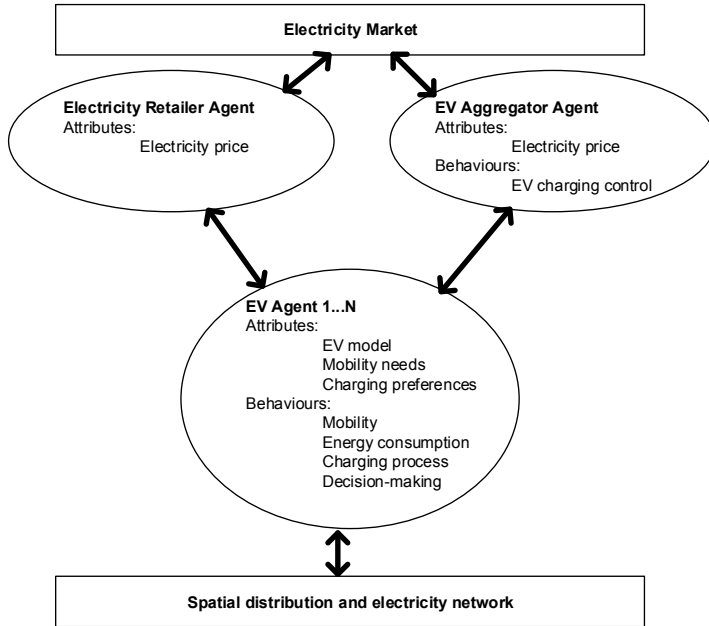 Electricity Market
Electricity Retailer Agent
Attributes:
Electricity price
EV Aggregator Agent
Attributes:
Electricity price
Behaviours:
EV charging control
EV Agent 1...N
Attributes:
EV model
Mobility needs
Charging preferences
Behaviours:
Mobility
Energy consumption
Charging process
Decision-making
Spatial distribution and electricity network